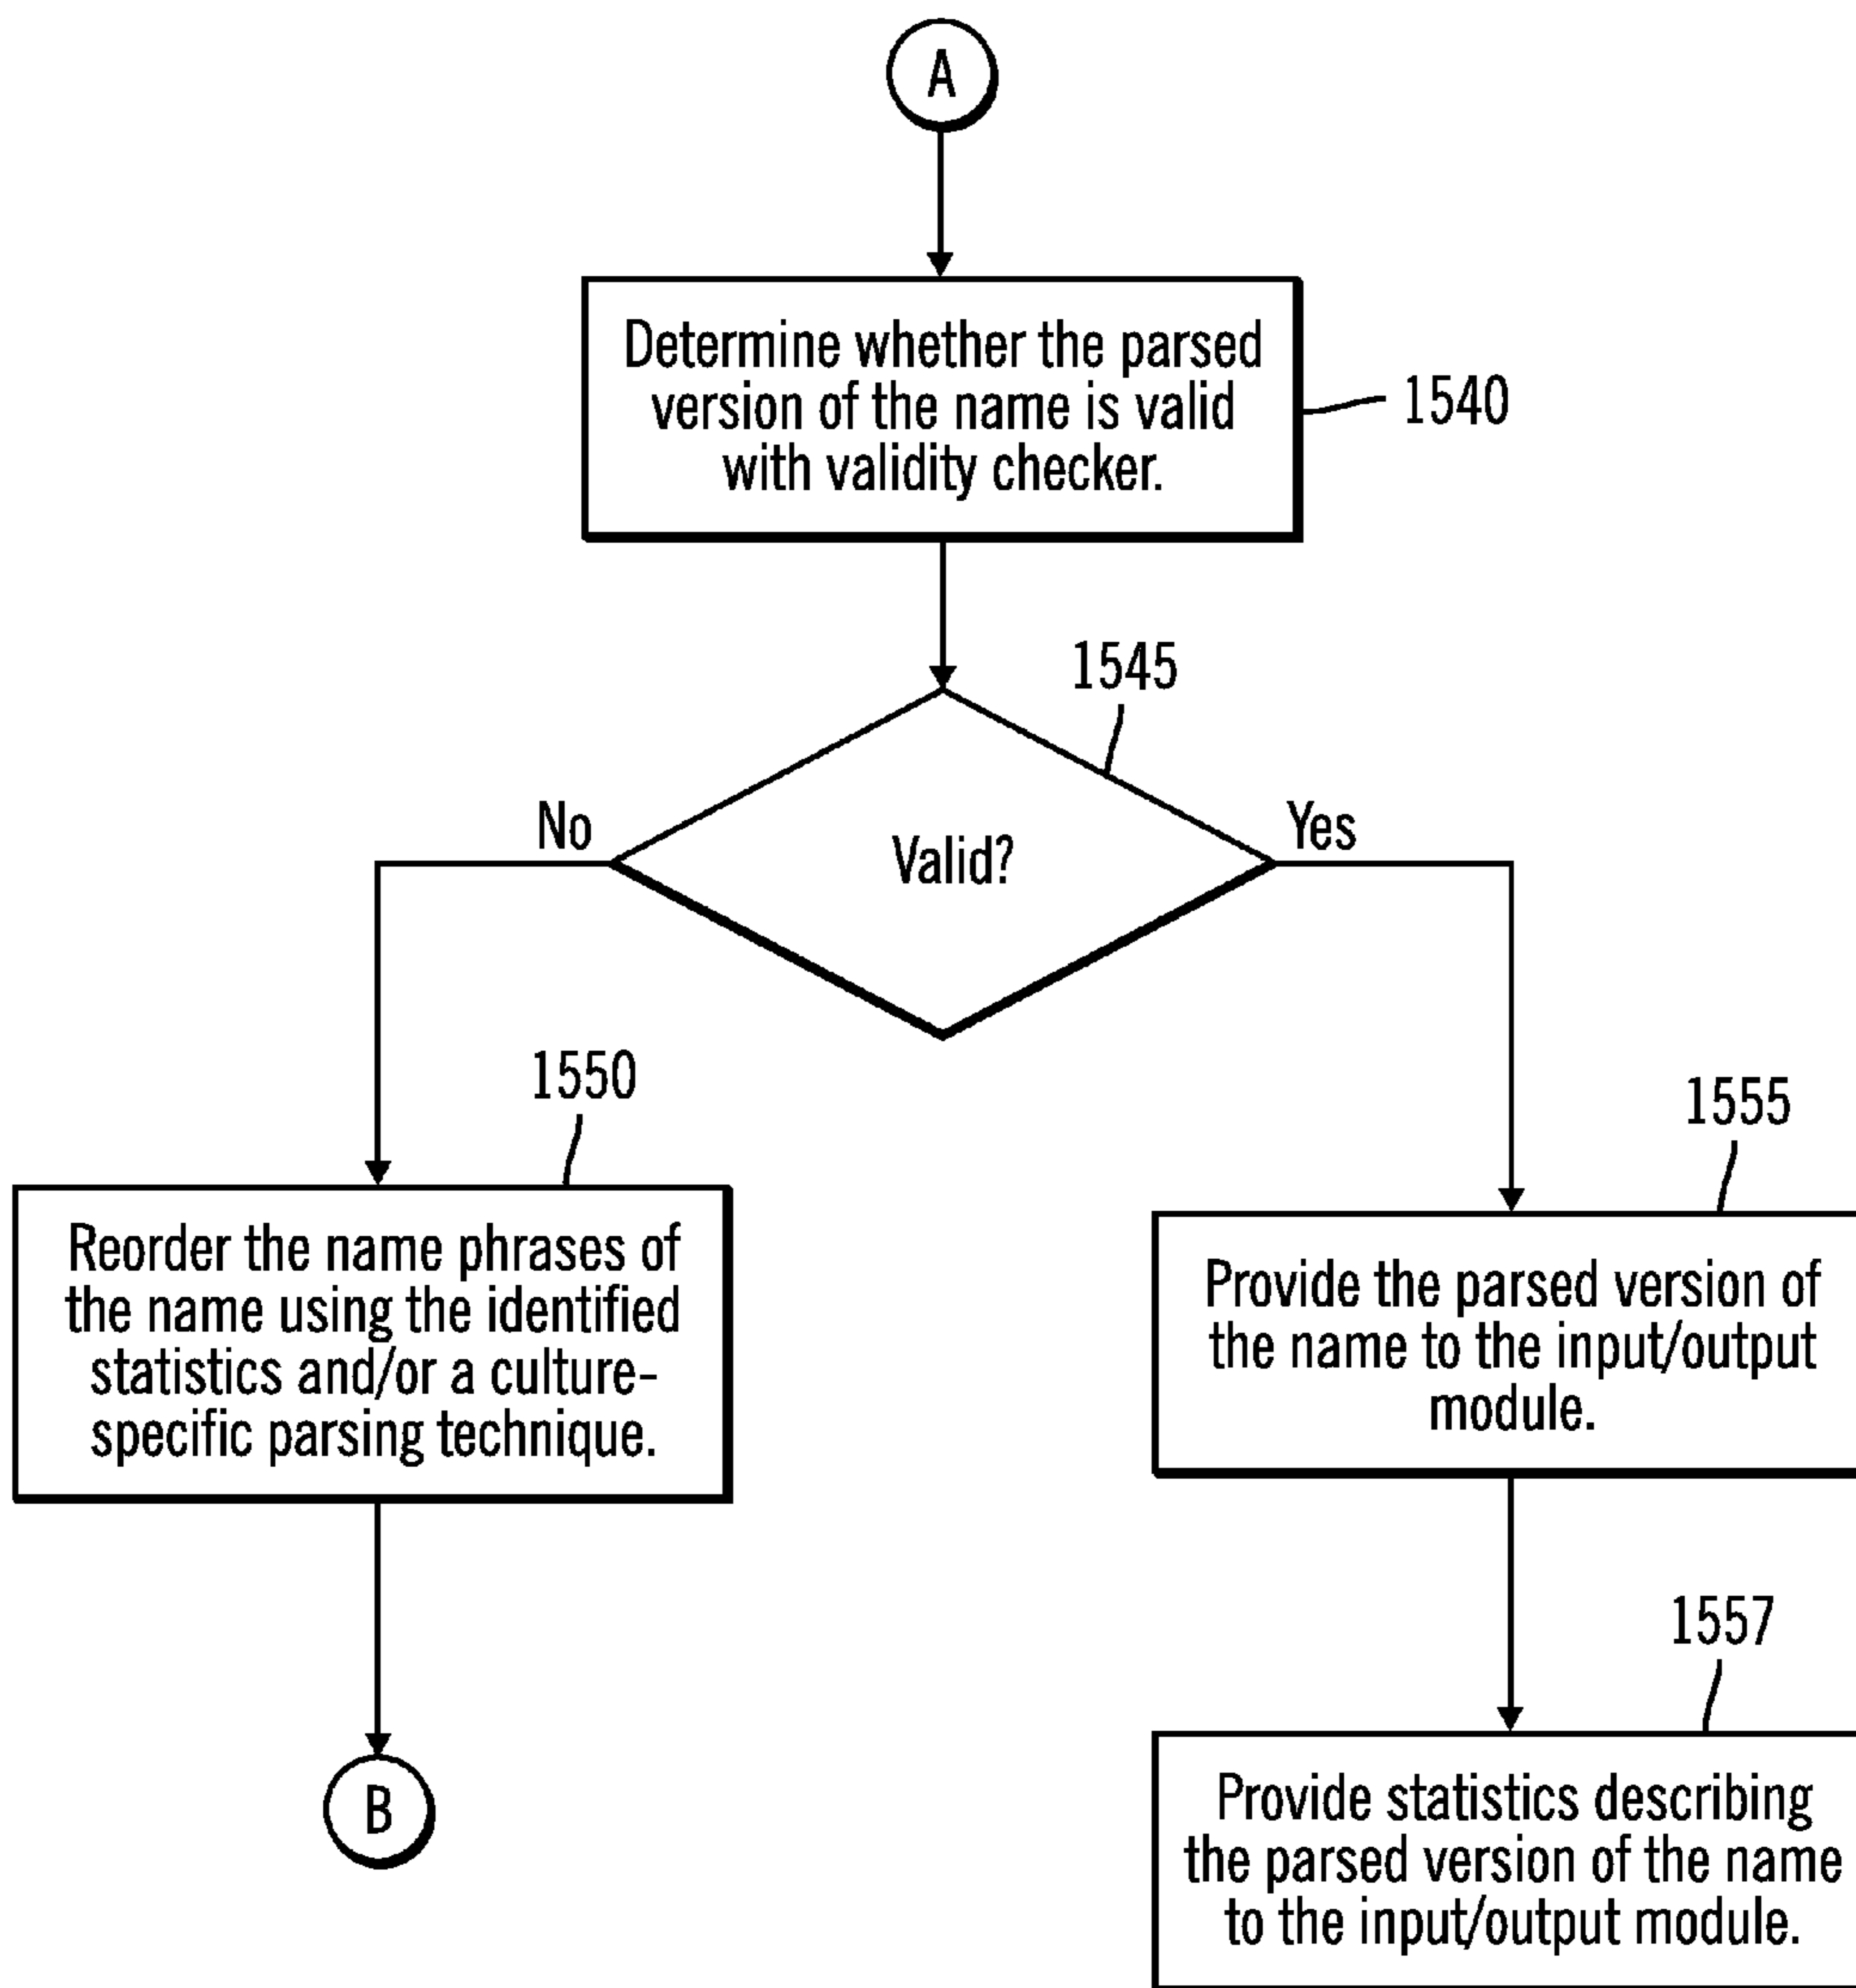 A
Determine whether the parsed
version of the name is valid
with validity checker.
1540
1545
No
Valid?
Yes
1550
1555
Reorder the name phrases of
the name using the identified
statistics and/or a culture-
specific parsing technique.
Provide the parsed version of
the name to the input/output
module.
1557
B
Provide statistics describing
the parsed version of the name
to the input/output module.